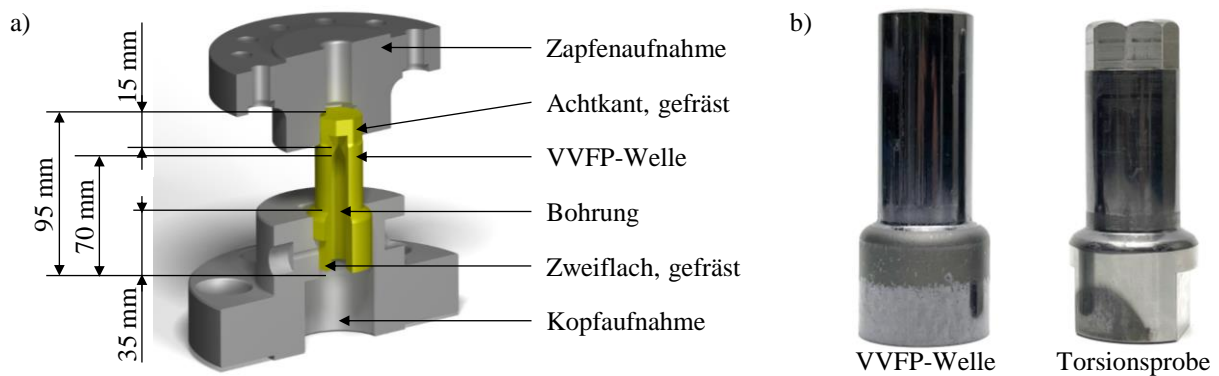 a)
15 mm
95 mm
70 mm
35 mm
Zapfenaufnahme
Achtkant, gefräst
VVFP-Welle
Bohrung
Zweiflach, gefräst
Kopfaufnahme
b)
VVFP-Welle
Torsionsprobe